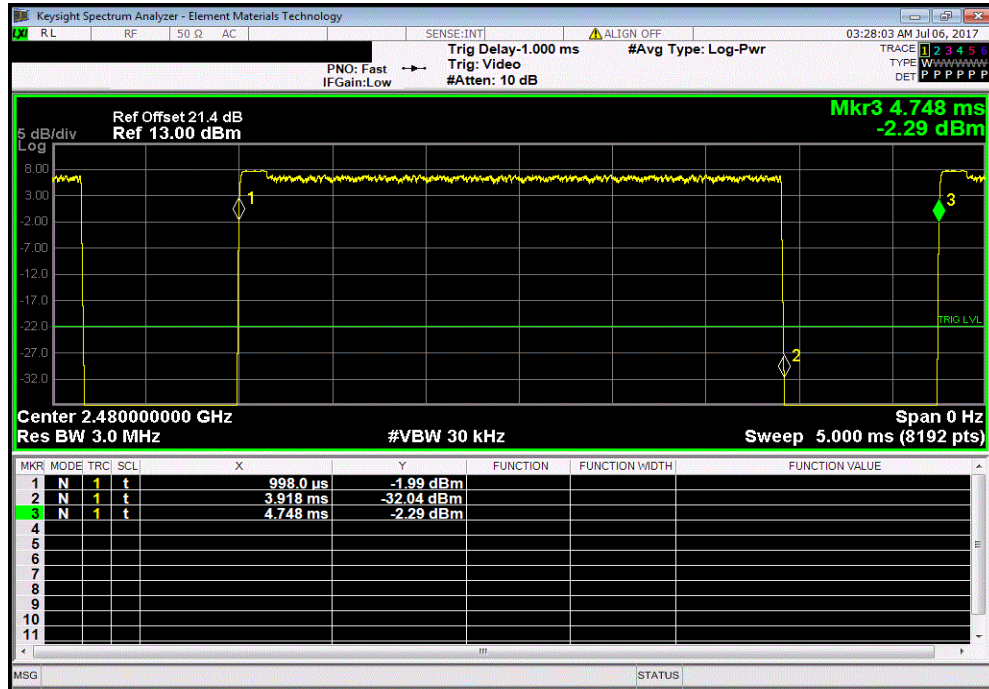 Keysight Spectrum Analyzer - Element Materials Technology
LXI RL RF 50 Ω AC SENSE:INT ALIGN OFF 03:28:03 AM Jul 06, 2017
Trig Delay-1.000 ms #Avg Type: Log-Pwr TRACE 1 2 3 4 5 6
PNO: Fast Trig: Video TYPE WWWWWW
IFGain:Low #Atten: 10 dB DET P P P P P P
Mkr3 4.748 ms
-2.29 dBm
Ref Offset 21.4 dB
5 dB/div Ref 13.00 dBm
Log
8.00
3.00
-2.00
-7.00
-12.0
-17.0
-22.0
-27.0
-32.0
1
2
3
TRIG LVL
Center 2.480000000 GHz Span 0 Hz
Res BW 3.0 MHz #VBW 30 kHz Sweep 5.000 ms (8192 pts)
MKR MODE TRC SCL X Y FUNCTION FUNCTION WIDTH FUNCTION VALUE
1 N 1 t 998.0 µs -1.99 dBm
2 N 1 t 3.918 ms -32.04 dBm
3 N 1 t 4.748 ms -2.29 dBm
4
5
6
7
8
9
10
11
MSG STATUS